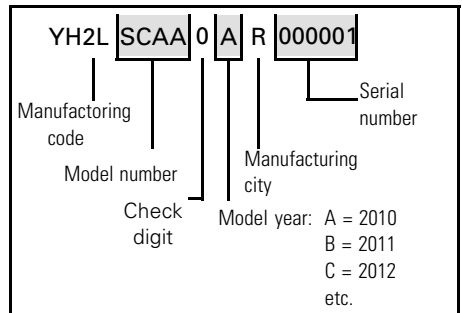 YH2L SCAA 0 A R 000001
Serial
number
Manufactoring
code
Manufacturing
city
Model number
Check
digit
Model year: A = 2010
B = 2011
C = 2012
etc.